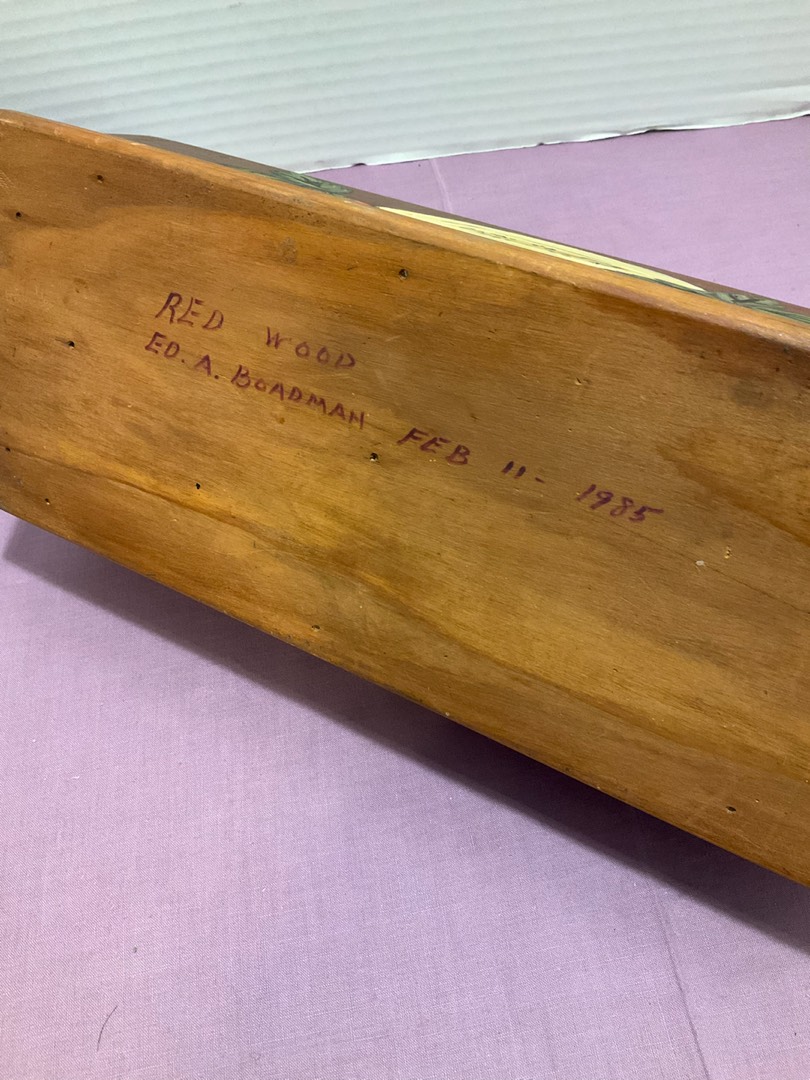 RED WOOD
ED. A. BOADMAN FEB 11- 1985